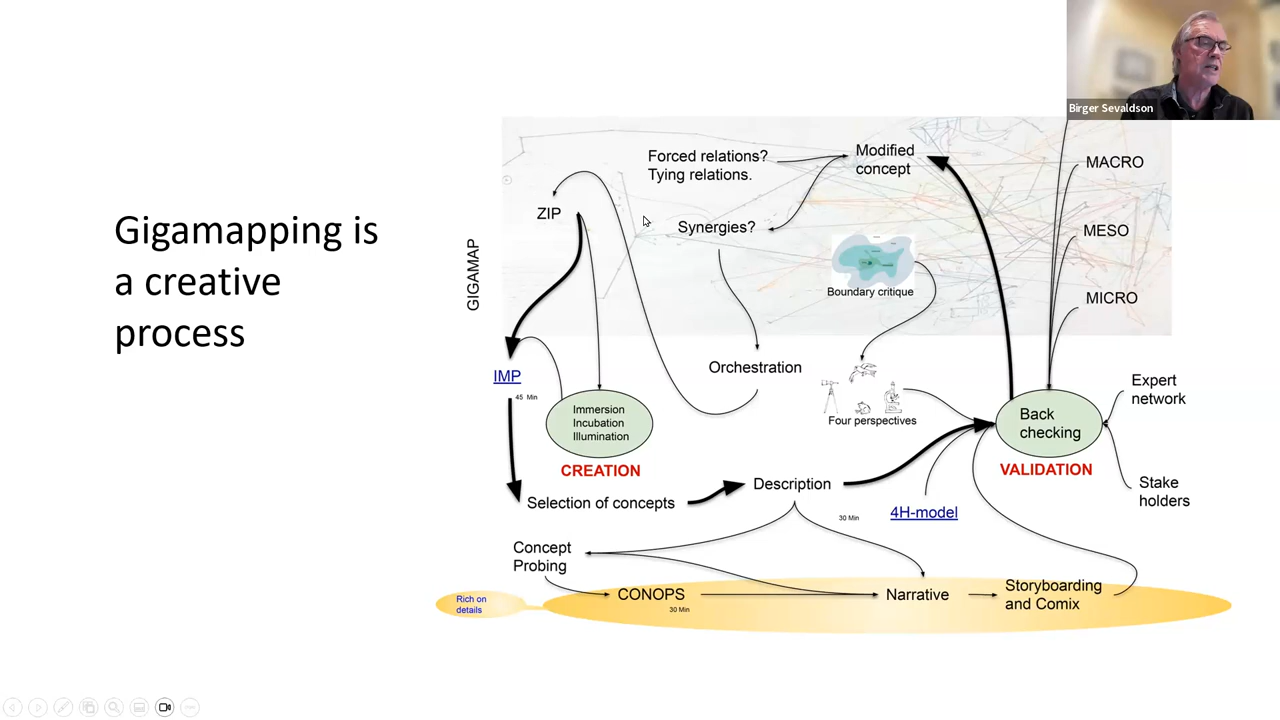 Birger Sevaldson
Gigamapping is
a creative
process
GIGAMAP
Forced relations?
Tying relations.
Modified
concept
MACRO
ZIP
Synergies?
MESO
Boundary critique
MICRO
IMP
45 Min
Orchestration
Immersion
Incubation
Illumination
CREATION
Four perspectives
Back
checking
VALIDATION
Expert
network
Stake
holders
Selection of concepts
Description
30 Min
4H-model
Concept
Probing
Rich on
details
CONOPS
30 Min
Narrative
Storyboarding
and Comix